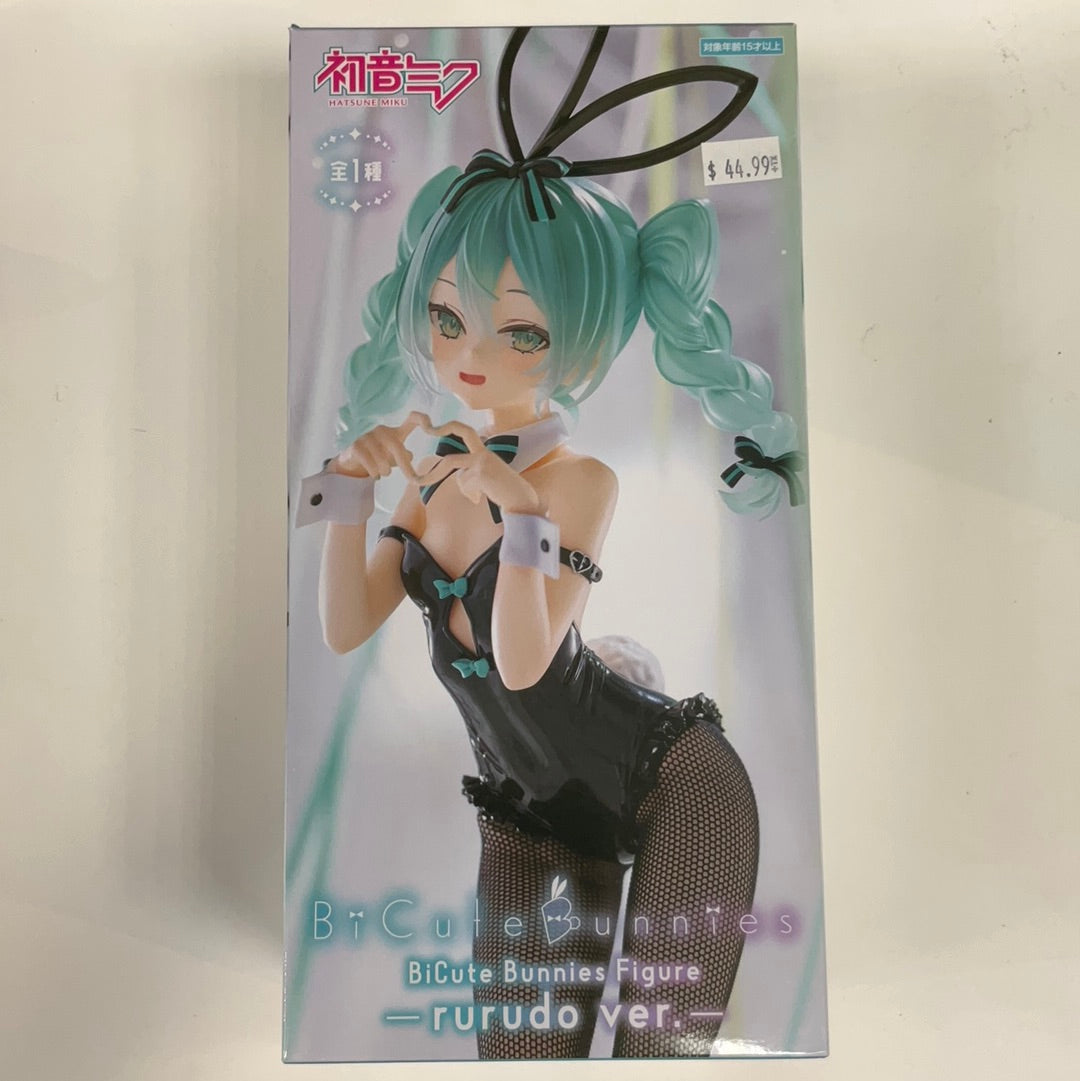 初音ミク
HATSUNE MIKU
対象年齢15才以上
全1種
$ 44.99
BiCute Bunnies
BiCute Bunnies Figure
—rurudo ver.—